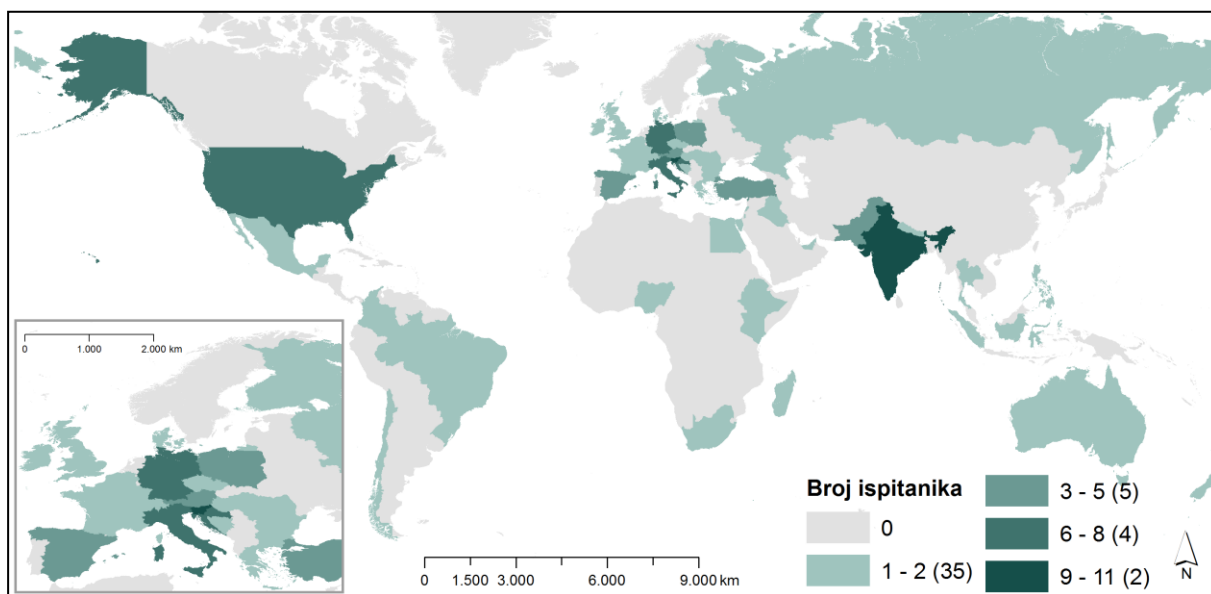 0 1.000 2.000 km
0 1.500 3.000 6.000 9.000 km
Broj ispitanika
0
1 - 2 (35)
3 - 5 (5)
6 - 8 (4)
9 - 11 (2)
N